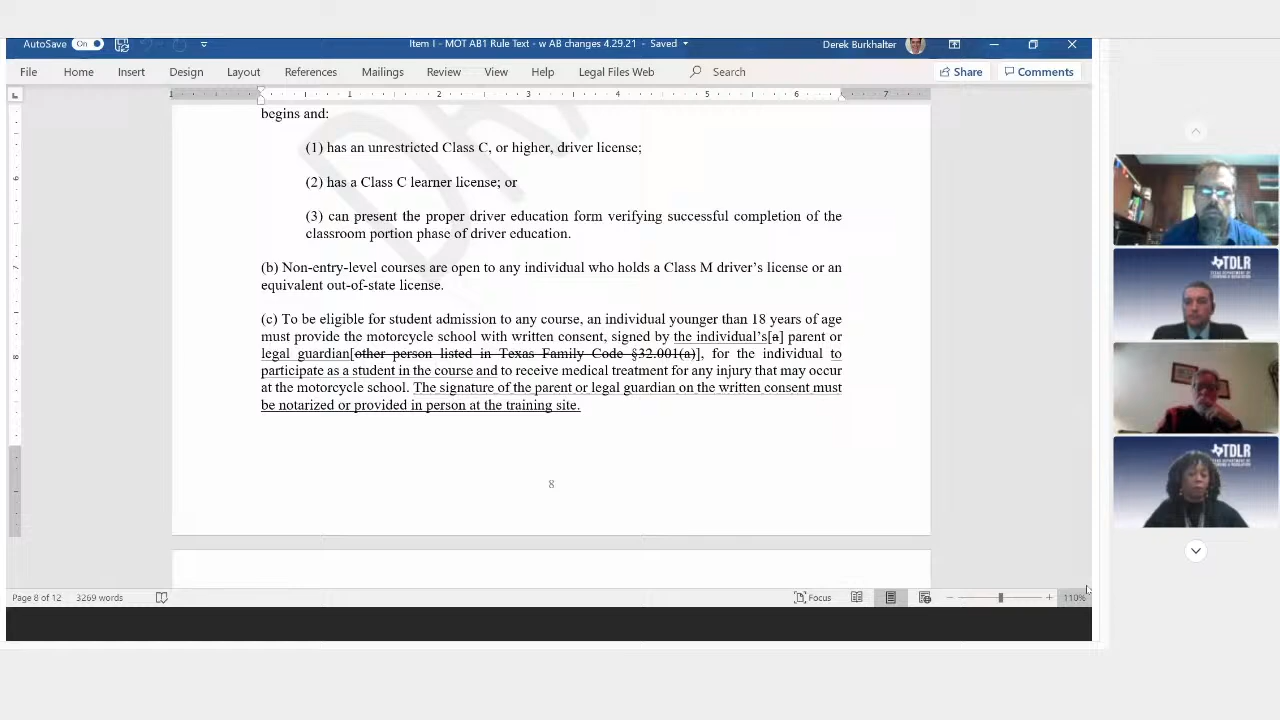 AutoSave On Item I - MOT AB1 Rule Text - w AB changes 4.29.21 - Saved Derek Burkhalter
File Home Insert Design Layout References Mailings Review View Help Legal Files Web Search Share Comments
1 1 2 3 4 5 6 7
begins and:
(1) has an unrestricted Class C, or higher, driver license;
(2) has a Class C learner license; or
(3) can present the proper driver education form verifying successful completion of the
classroom portion phase of driver education.
(b) Non-entry-level courses are open to any individual who holds a Class M driver's license or an
equivalent out-of-state license.
(c) To be eligible for student admission to any course, an individual younger than 18 years of age
must provide the motorcycle school with written consent, signed by the individual's[a] parent or
legal guardian[other person listed in Texas Family Code §32.001(a)], for the individual to
participate as a student in the course and to receive medical treatment for any injury that may occur
at the motorcycle school. The signature of the parent or legal guardian on the written consent must
be notarized or provided in person at the training site.
8
Page 8 of 12 3269 words Focus 110%
TDLR
TDLR